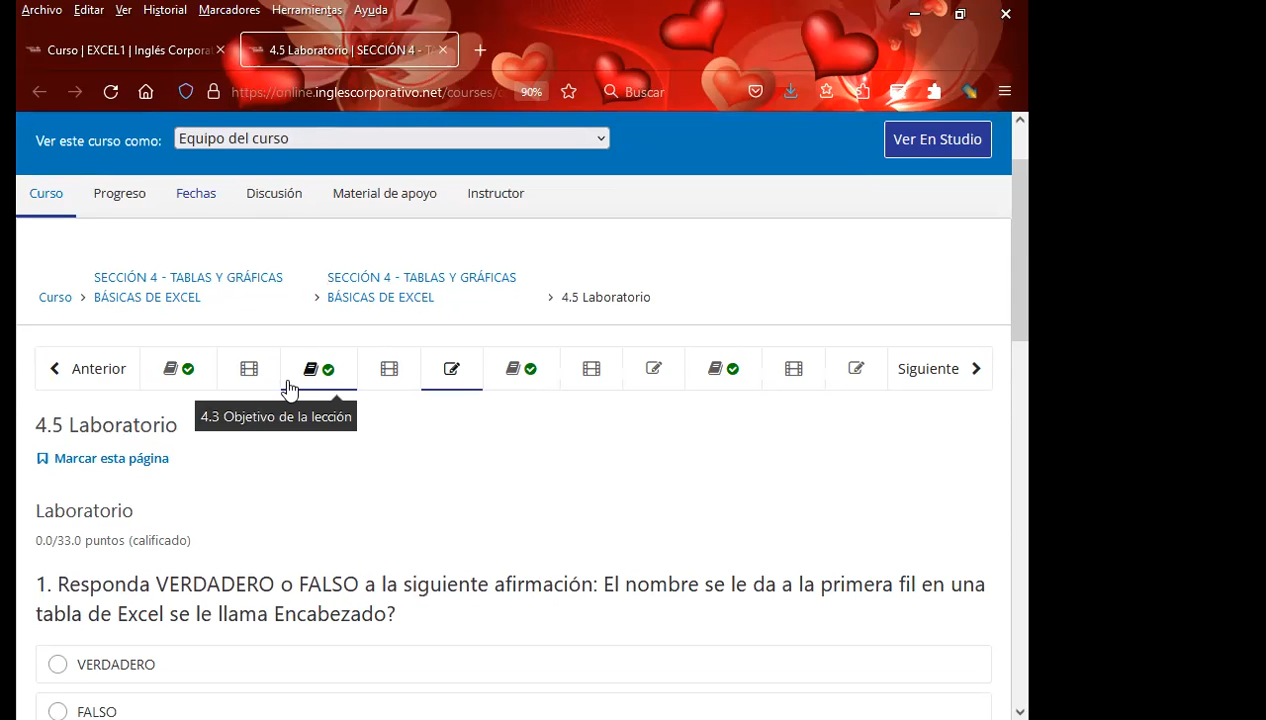 Archivo Editar Ver Historial Marcadores Herramientas Ayuda
Curso | EXCEL1 | Inglés Corporat
4.5 Laboratorio | SECCIÓN 4 - T
https://online.inglescorporativo.net/courses/c
90%
Buscar
Ver este curso como:
Equipo del curso
Ver En Studio
Curso Progreso Fechas Discusión Material de apoyo Instructor
Curso > SECCIÓN 4 - TABLAS Y GRÁFICAS
BÁSICAS DE EXCEL
> SECCIÓN 4 - TABLAS Y GRÁFICAS
BÁSICAS DE EXCEL
> 4.5 Laboratorio
Anterior
Siguiente
4.3 Objetivo de la lección
4.5 Laboratorio
Marcar esta página
Laboratorio
0.0/33.0 puntos (calificado)
1. Responda VERDADERO o FALSO a la siguiente afirmación: El nombre se le da a la primera fil en una
tabla de Excel se le llama Encabezado?
VERDADERO
FALSO